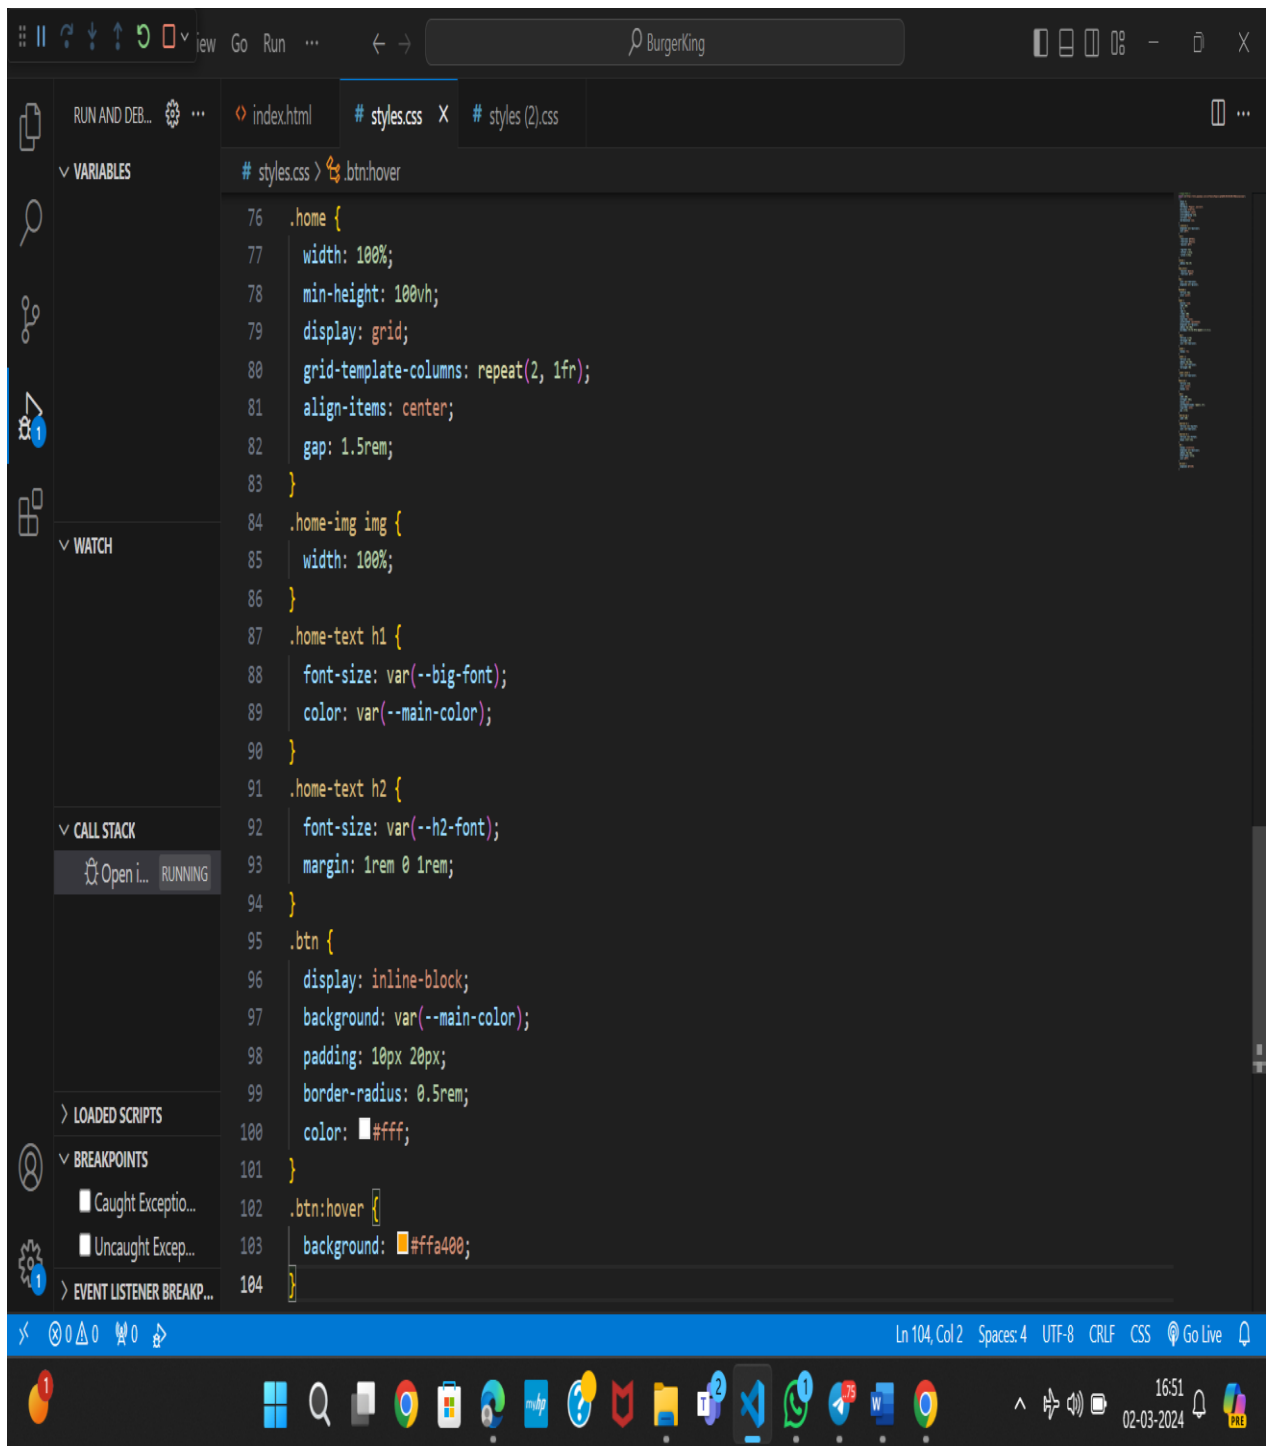 iew Go Run ··· BurgerKing
RUN AND DEB... ···
index.html # styles.css X # styles (2).css ···
VARIABLES
# styles.css > .btn:hover
76 .home {
77 width: 100%;
78 min-height: 100vh;
79 display: grid;
80 grid-template-columns: repeat(2, 1fr);
81 align-items: center;
82 gap: 1.5rem;
83 }
84 .home-img img {
85 width: 100%;
86 }
87 .home-text h1 {
88 font-size: var(--big-font);
89 color: var(--main-color);
90 }
91 .home-text h2 {
92 font-size: var(--h2-font);
93 margin: 1rem 0 1rem;
94 }
95 .btn {
96 display: inline-block;
97 background: var(--main-color);
98 padding: 10px 20px;
99 border-radius: 0.5rem;
100 color: #fff;
101 }
102 .btn:hover {
103 background: #ffa400;
104 }
1
WATCH
CALL STACK
Open i... RUNNING
LOADED SCRIPTS
BREAKPOINTS
Caught Exceptio...
Uncaught Excep...
EVENT LISTENER BREAKP...
1
0 0 0 Ln 104, Col 2 Spaces: 4 UTF-8 CRLF CSS Go Live
1 myhp ? T 2 1 .75 W 16:51 PRE
02-03-2024